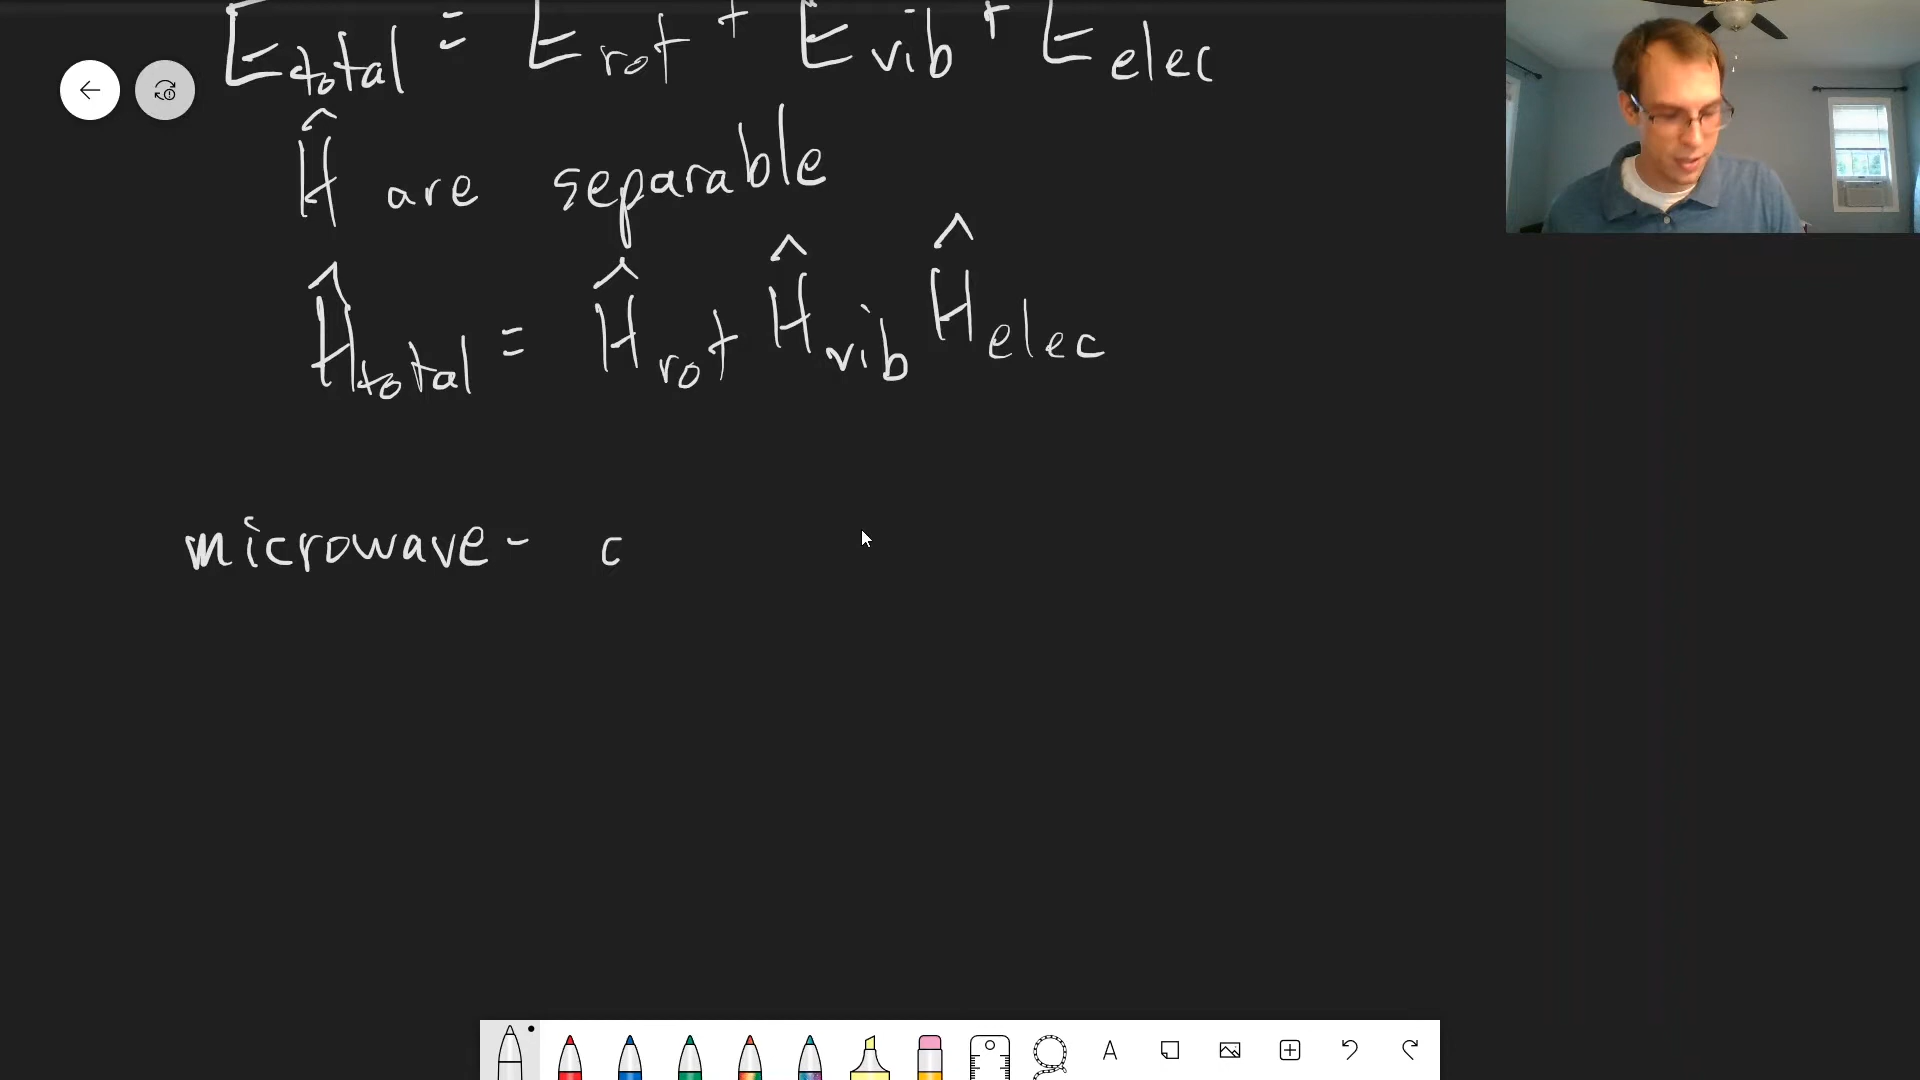 E_total = E_rot + E_vib + E_elec
Ĥ are separable
Ĥ_total = Ĥ_rot Ĥ_vib Ĥ_elec
microwave - c
A